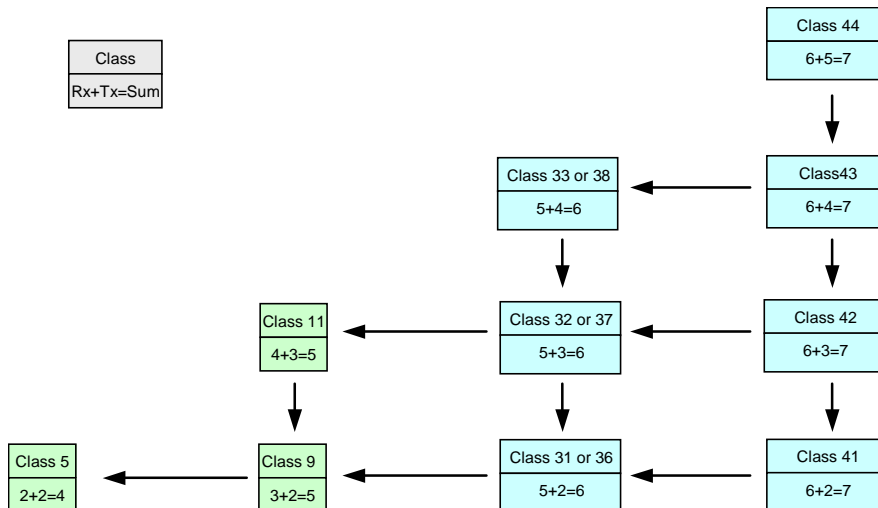 Class 44
6+5=7
Class
Rx+Tx=Sum
Class 33 or 38
5+4=6
Class43
6+4=7
Class 11
4+3=5
Class 32 or 37
5+3=6
Class 42
6+3=7
Class 5
2+2=4
Class 9
3+2=5
Class 31 or 36
5+2=6
Class 41
6+2=7